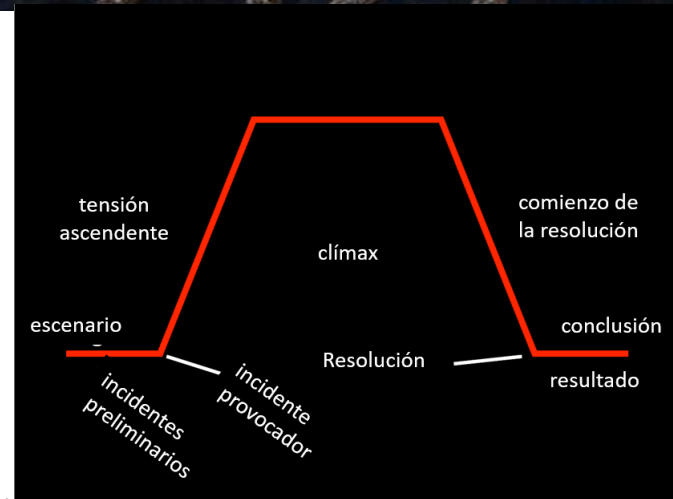 tensión
ascendente
comienzo de
la resolución
clímax
escenario
conclusión
Resolución
incidente
provocador
incidentes
preliminarios
resultado